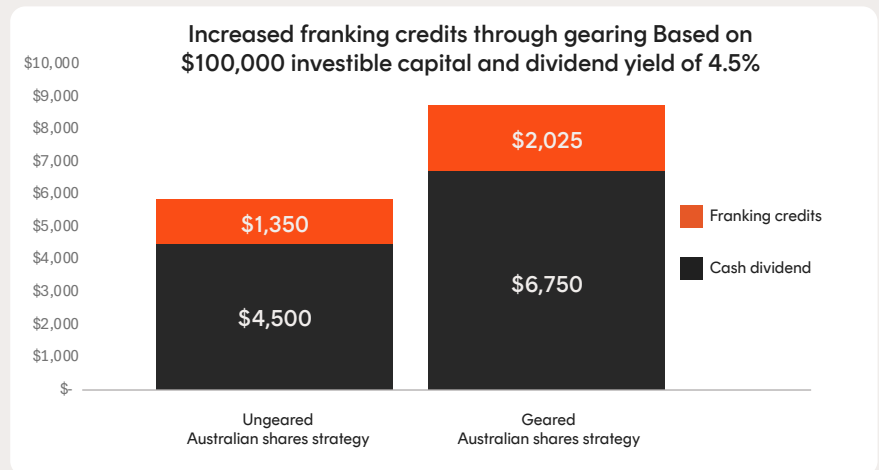 Increased franking credits through gearing Based on
$100,000 investible capital and dividend yield of 4.5%
$10,000
$9,000
$8,000
$7,000
$6,000
$5,000
$4,000
$3,000
$2,000
$1,000
$-
$1,350
$4,500
$2,025
$6,750
Franking credits
Cash dividend
Ungeared
Australian shares strategy
Geared
Australian shares strategy